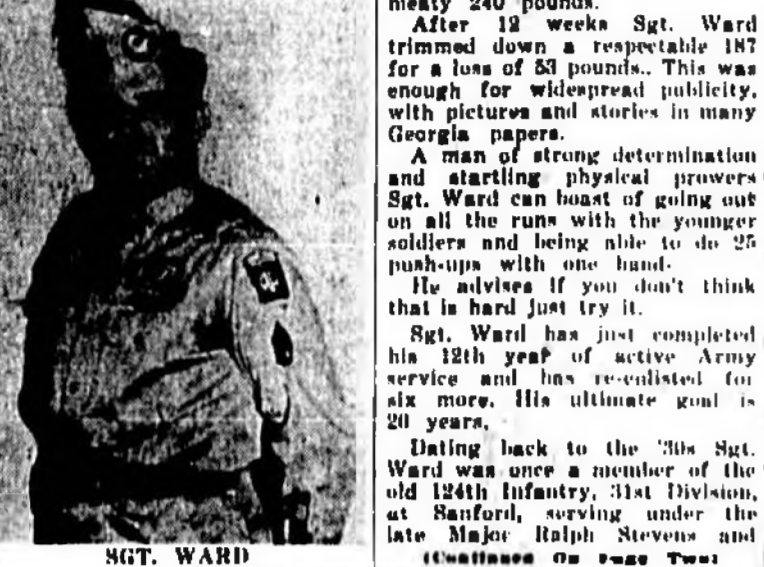 meaty 240 pounds.
After 12 weeks Sgt. Ward
trimmed down a respectable 187
for a loss of 53 pounds.. This was
enough for widespread publicity,
with pictures and stories in many
Georgia papers.
A man of strong determination
and startling physical prowers
Sgt. Ward can boast of going out
on all the runs with the younger
soldiers and being able to do 25
push-ups with one hand.
He advises if you don't think
that is hard just try it.
Sgt. Ward has just completed
his 12th year of active Army
service and has re-enlisted for
six more. His ultimate goal is
20 years.
Dating back to the '30s Sgt.
Ward was once a member of the
old 124th Infantry, 31st Division,
at Sanford, serving under the
late Major Ralph Stevens and
(Continued On Page Two)
SGT. WARD